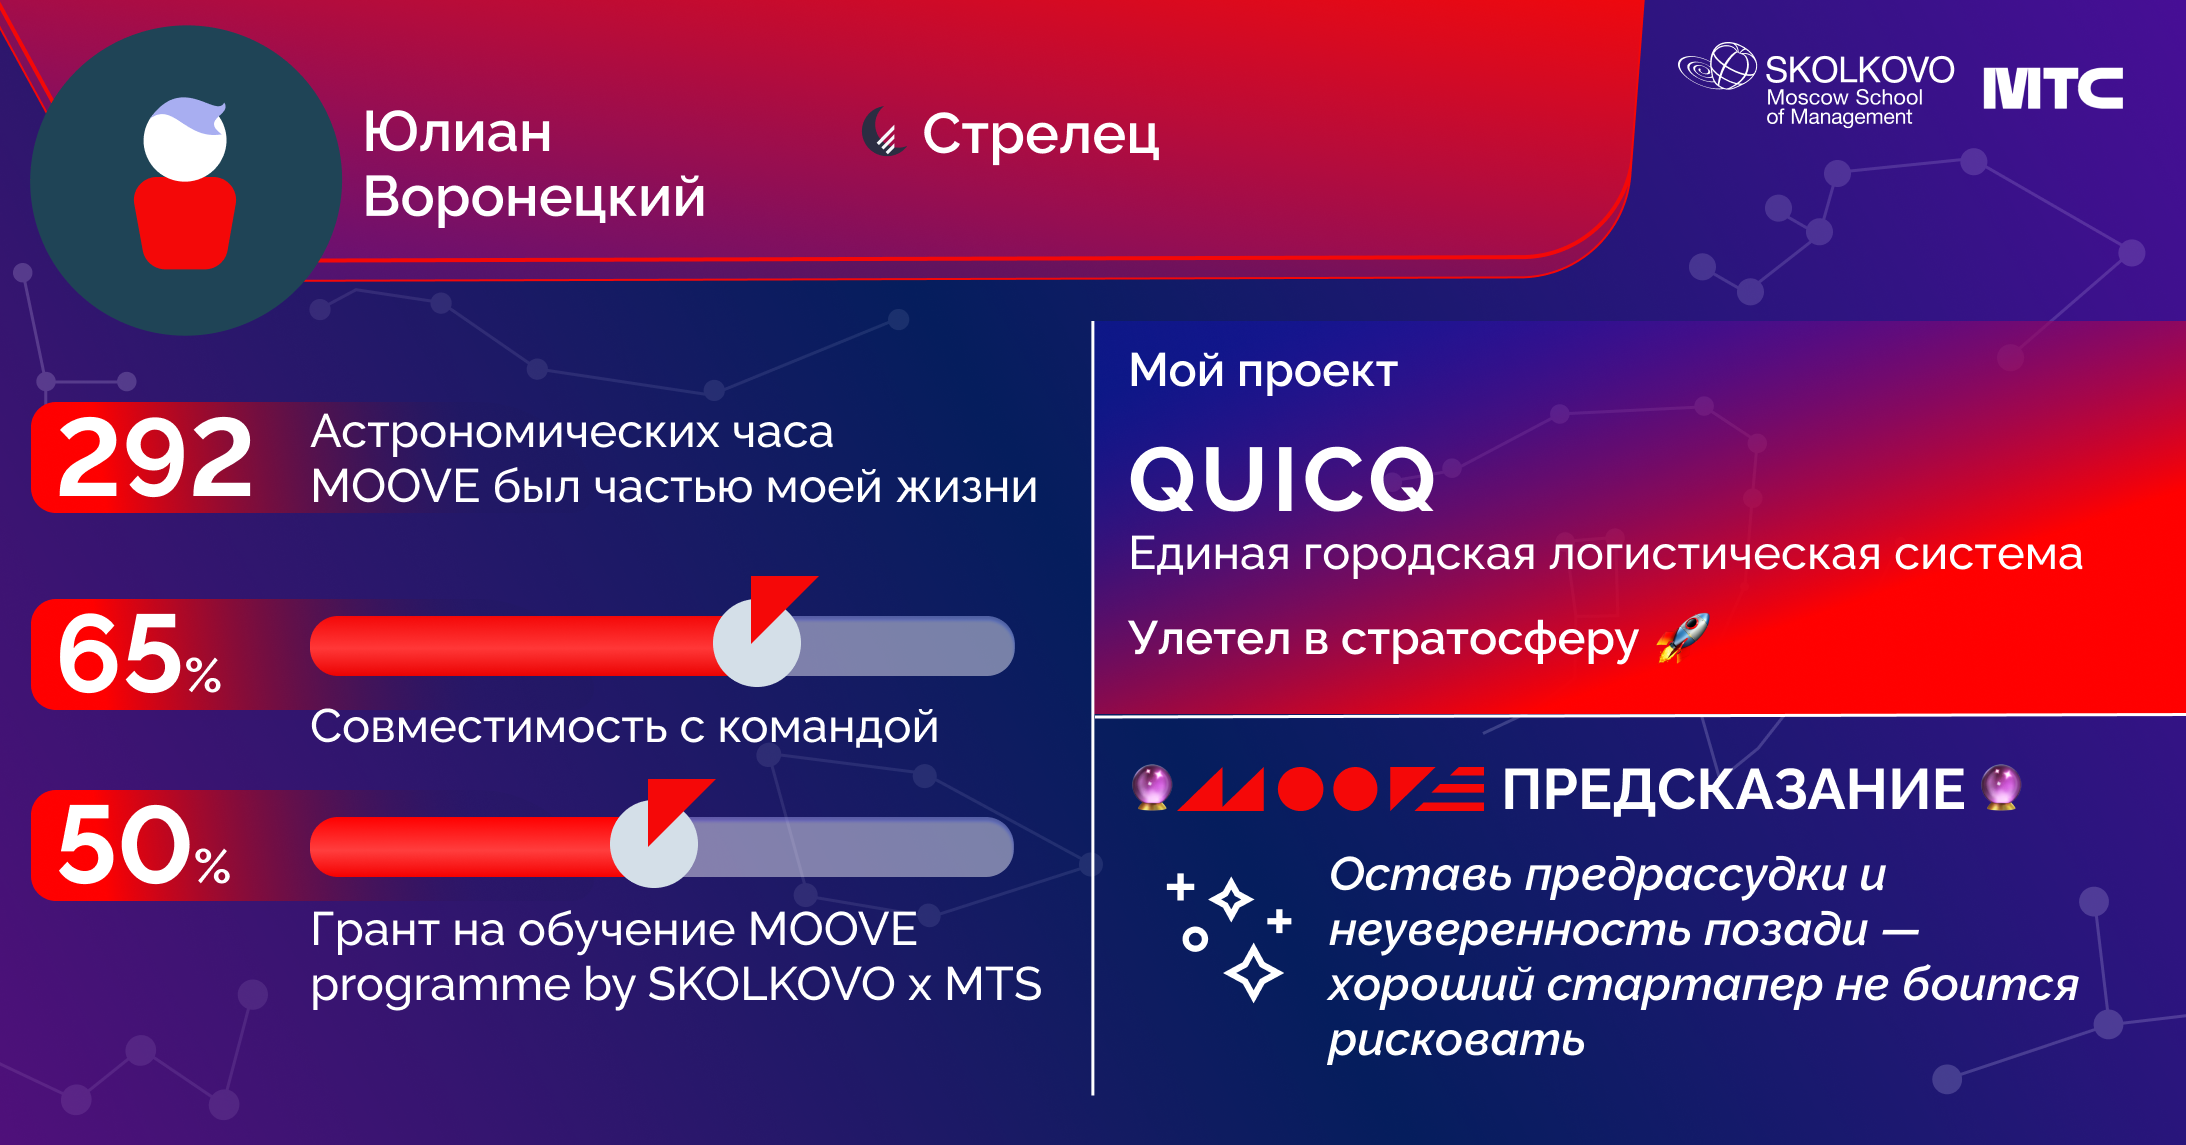 Юлиан
Воронецкий
Стрелец
SKOLKOVO
Moscow School
of Management
МТС
292
Астрономических часа
MOOVE был частью моей жизни
65%
Совместимость с командой
50%
Грант на обучение MOOVE
programme by SKOLKOVO x MTS
Мой проект
QUICQ
Единая городская логистическая система
Улетел в стратосферу 🚀
🔮 MOOVE ПРЕДСКАЗАНИЕ 🔮
Оставь предрассудки и
неуверенность позади —
хороший стартапер не боится
рисковать